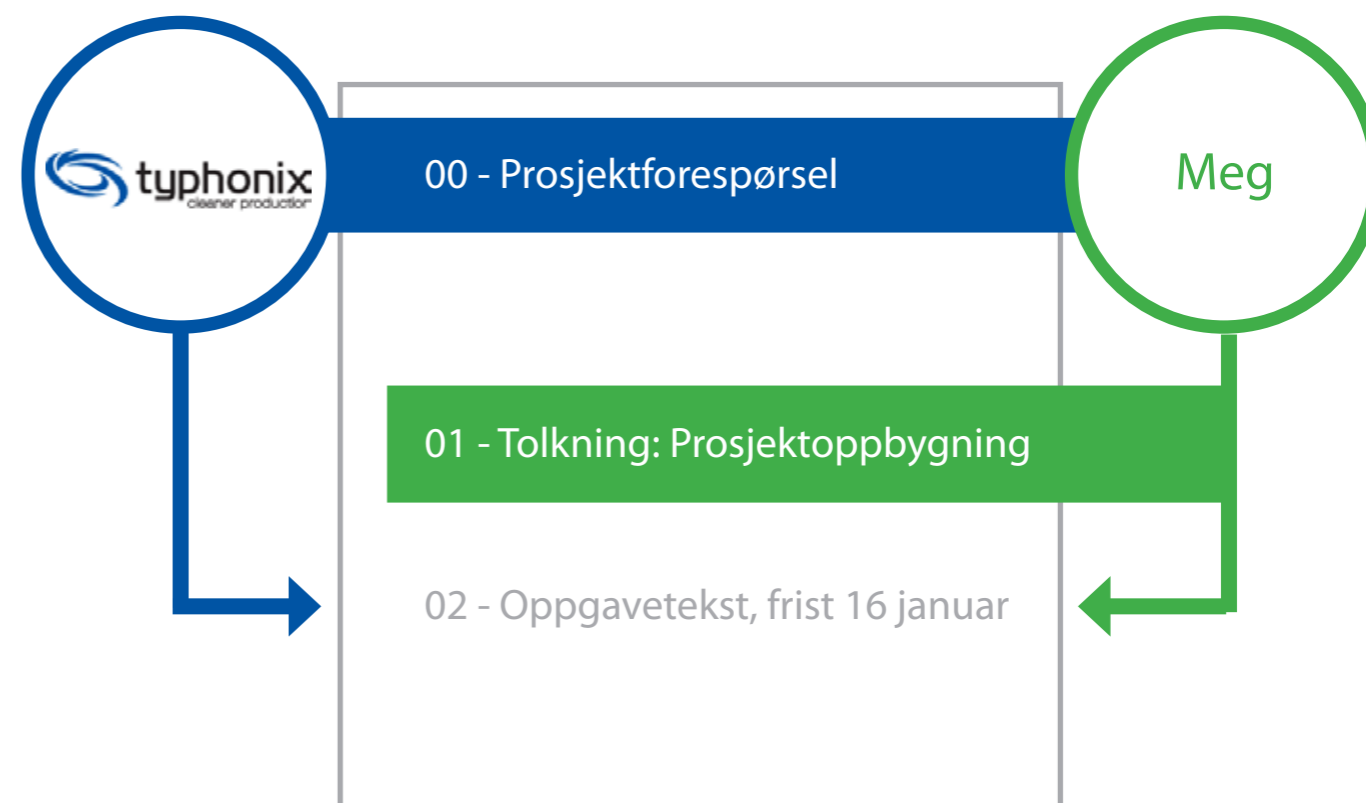 typhonix
cleaner production
00 - Prosjektforespørsel
Meg
01 - Tolkning: Prosjektoppbygning
02 - Oppgavetekst, frist 16 januar